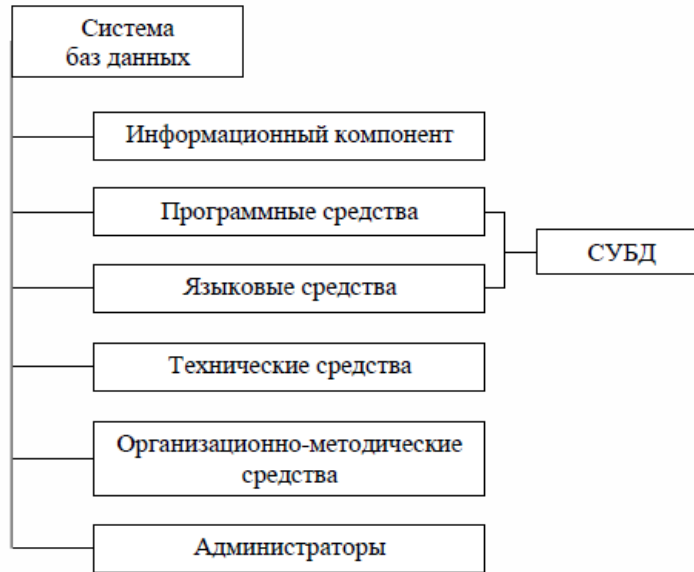 Система
баз данных
Информационный компонент
Программные средства
СУБД
Языковые средства
Технические средства
Организационно-методические
средства
Администраторы